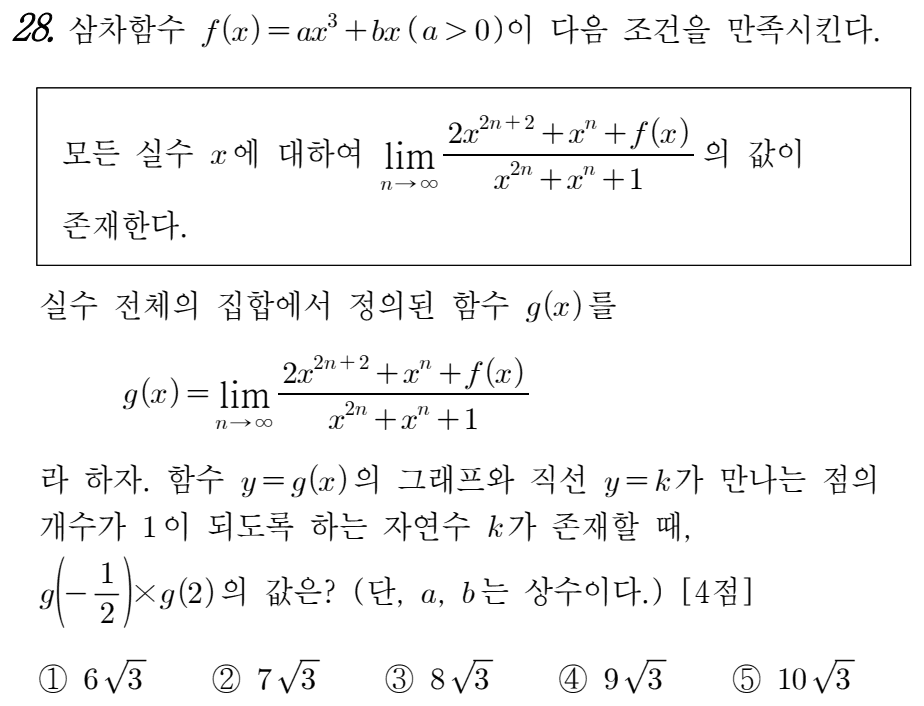 28. 삼차함수 f(x)=ax³+bx (a>0)이 다음 조건을 만족시킨다.
모든 실수 x에 대하여 lim_{n→∞} (2x^{2n+2}+x^n+f(x))/(x^{2n}+x^n+1) 의 값이
존재한다.
실수 전체의 집합에서 정의된 함수 g(x)를
g(x)=lim_{n→∞} (2x^{2n+2}+x^n+f(x))/(x^{2n}+x^n+1)
라 하자. 함수 y=g(x)의 그래프와 직선 y=k가 만나는 점의
개수가 1이 되도록 하는 자연수 k가 존재할 때,
g(-1/2)×g(2)의 값은? (단, a, b는 상수이다.) [4점]
① 6√3 ② 7√3 ③ 8√3 ④ 9√3 ⑤ 10√3